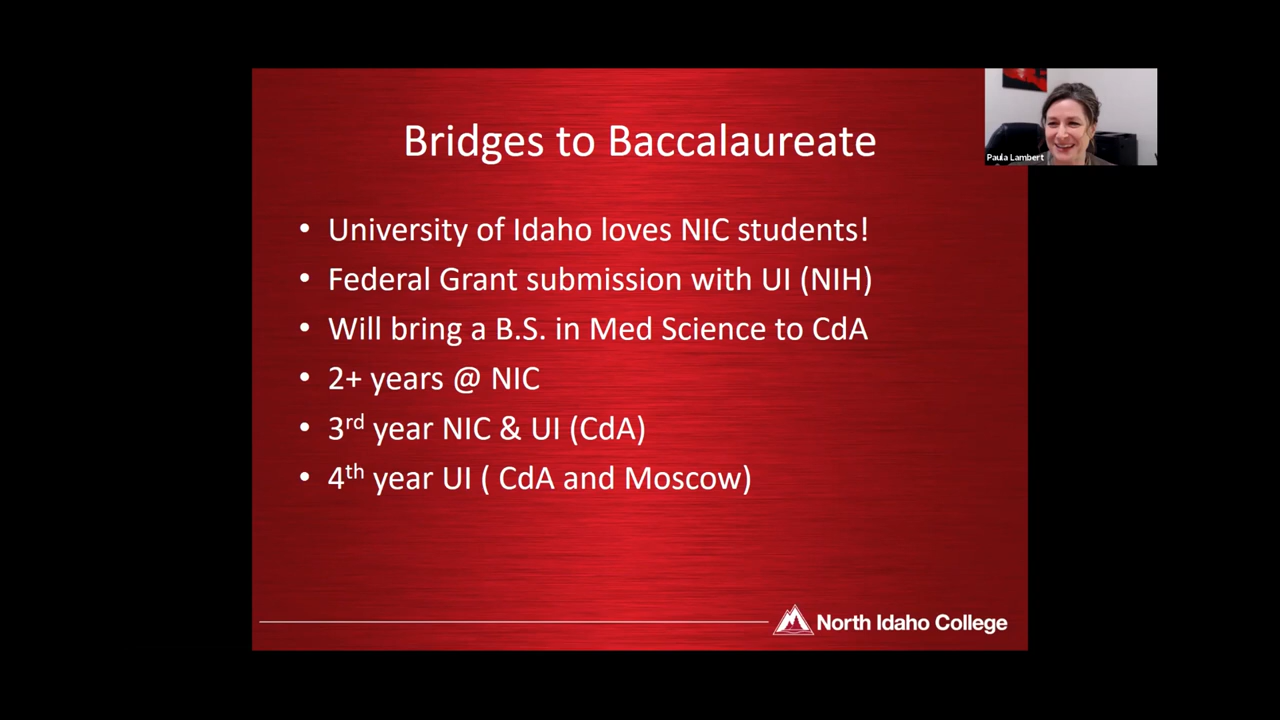 Bridges to Baccalaureate
Paula Lambert
• University of Idaho loves NIC students!
• Federal Grant submission with UI (NIH)
• Will bring a B.S. in Med Science to CdA
• 2+ years @ NIC
• 3rd year NIC & UI (CdA)
• 4th year UI ( CdA and Moscow)
North Idaho College